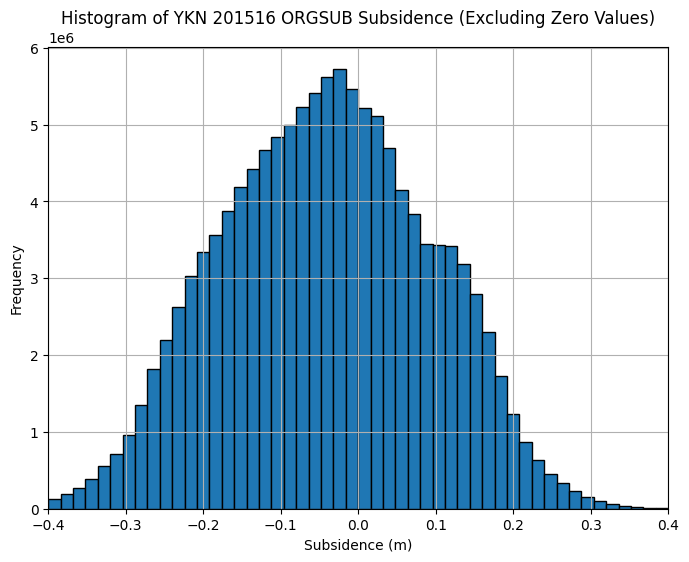 Histogram of YKN 201516 ORGSUB Subsidence (Excluding Zero Values)
1e6
6
5
4
3
2
1
0
Frequency
−0.4 −0.3 −0.2 −0.1 0.0 0.1 0.2 0.3 0.4
Subsidence (m)